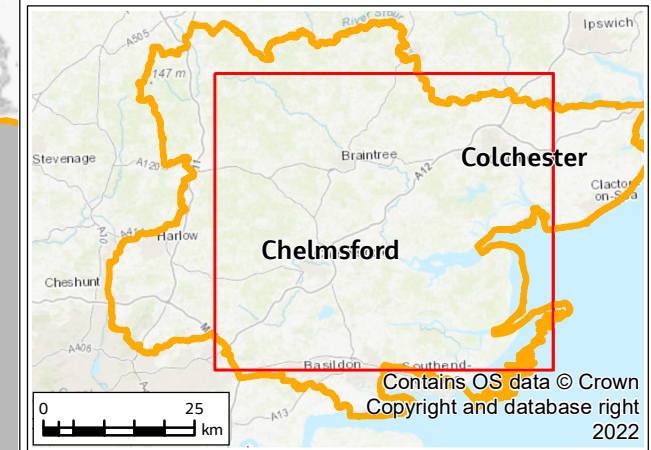 River Stour
Ipswich
A505
147 m
Stevenage
A120
Braintree
A12
Colchester
Clacton-
on-Sea
A10
Harlow
Chelmsford
Cheshunt
A406
Basildon
Southend-
A13
0 25
km
Contains OS data © Crown
Copyright and database right
2022